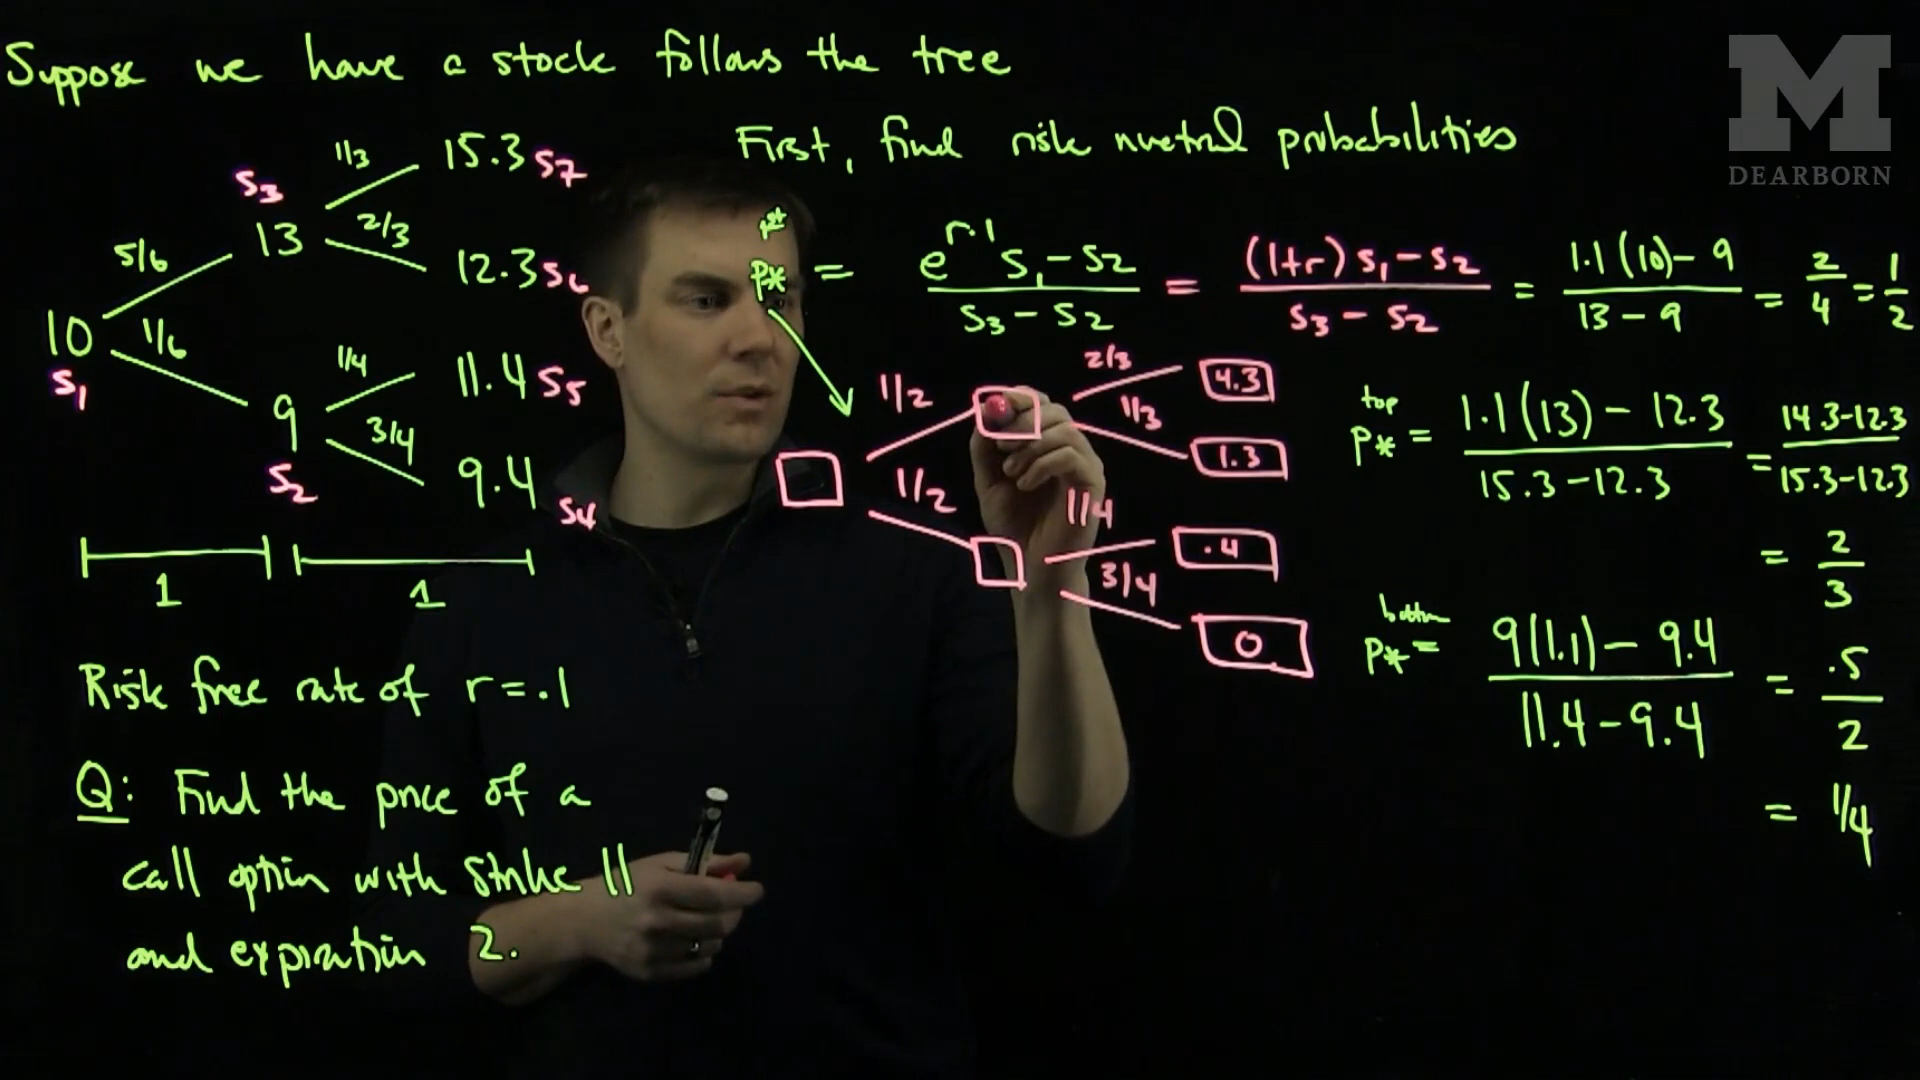 Suppose we have a stock follows the tree
M
DEARBORN
First, find risk nuetral probabilities
10
S1
5/6
1/6
S3
13
9
S2
1/3
2/3
1/4
3/4
15.3 S7
12.3 S6
11.4 S5
9.4 S4
1
1
Risk free rate of r = .1
Q: Find the price of a
call option with strike 11
and expiration 2.
1st
P* = e^r·1 S1 - S2 / S3 - S2 = (1+r) S1 - S2 / S3 - S2 = 1.1(10) - 9 / 13 - 9 = 2/4 = 1/2
1/2
1/2
2/3
1/3
1/4
3/4
4.3
1.3
.4
0
top
P* = 1.1(13) - 12.3 / 15.3 - 12.3 = 14.3-12.3 / 15.3-12.3
= 2/3
bottom
P* = 9(1.1) - 9.4 / 11.4 - 9.4 = .5/2
= 1/4